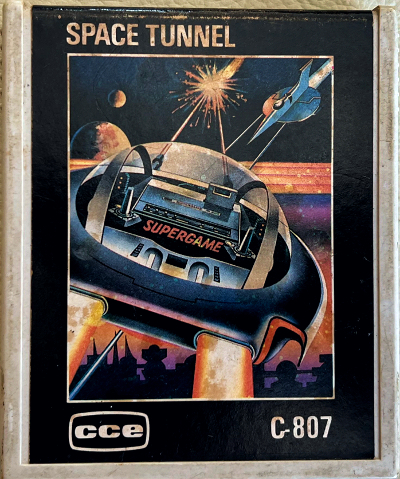 SPACE TUNNEL
SUPERGAME
cce
C-807